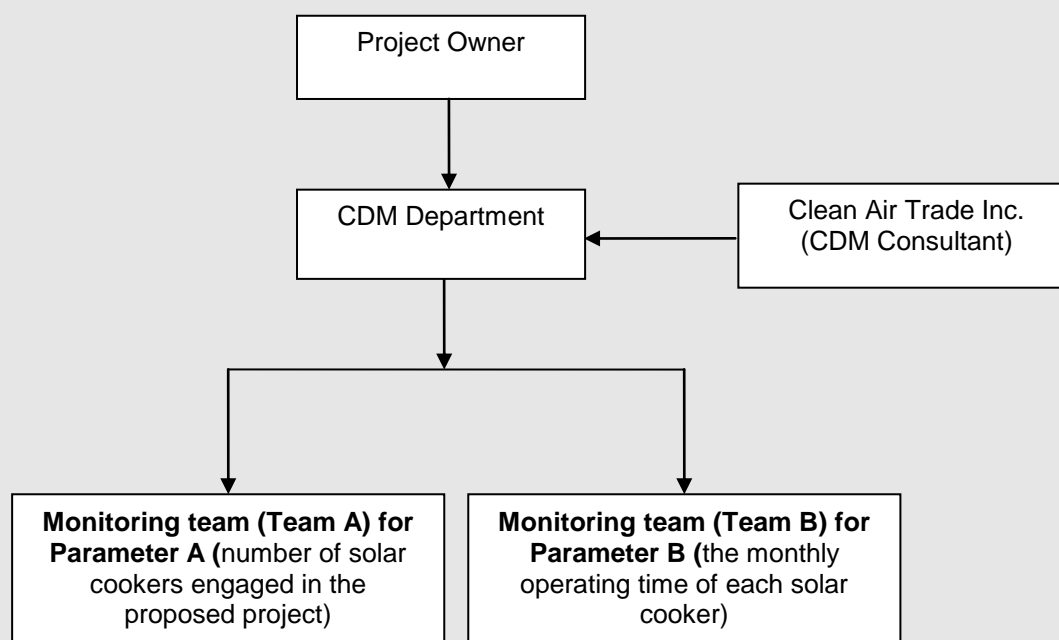 Project Owner
CDM Department
Clean Air Trade Inc.
(CDM Consultant)
Monitoring team (Team A) for
Parameter A (number of solar
cookers engaged in the
proposed project)
Monitoring team (Team B) for
Parameter B (the monthly
operating time of each solar
cooker)